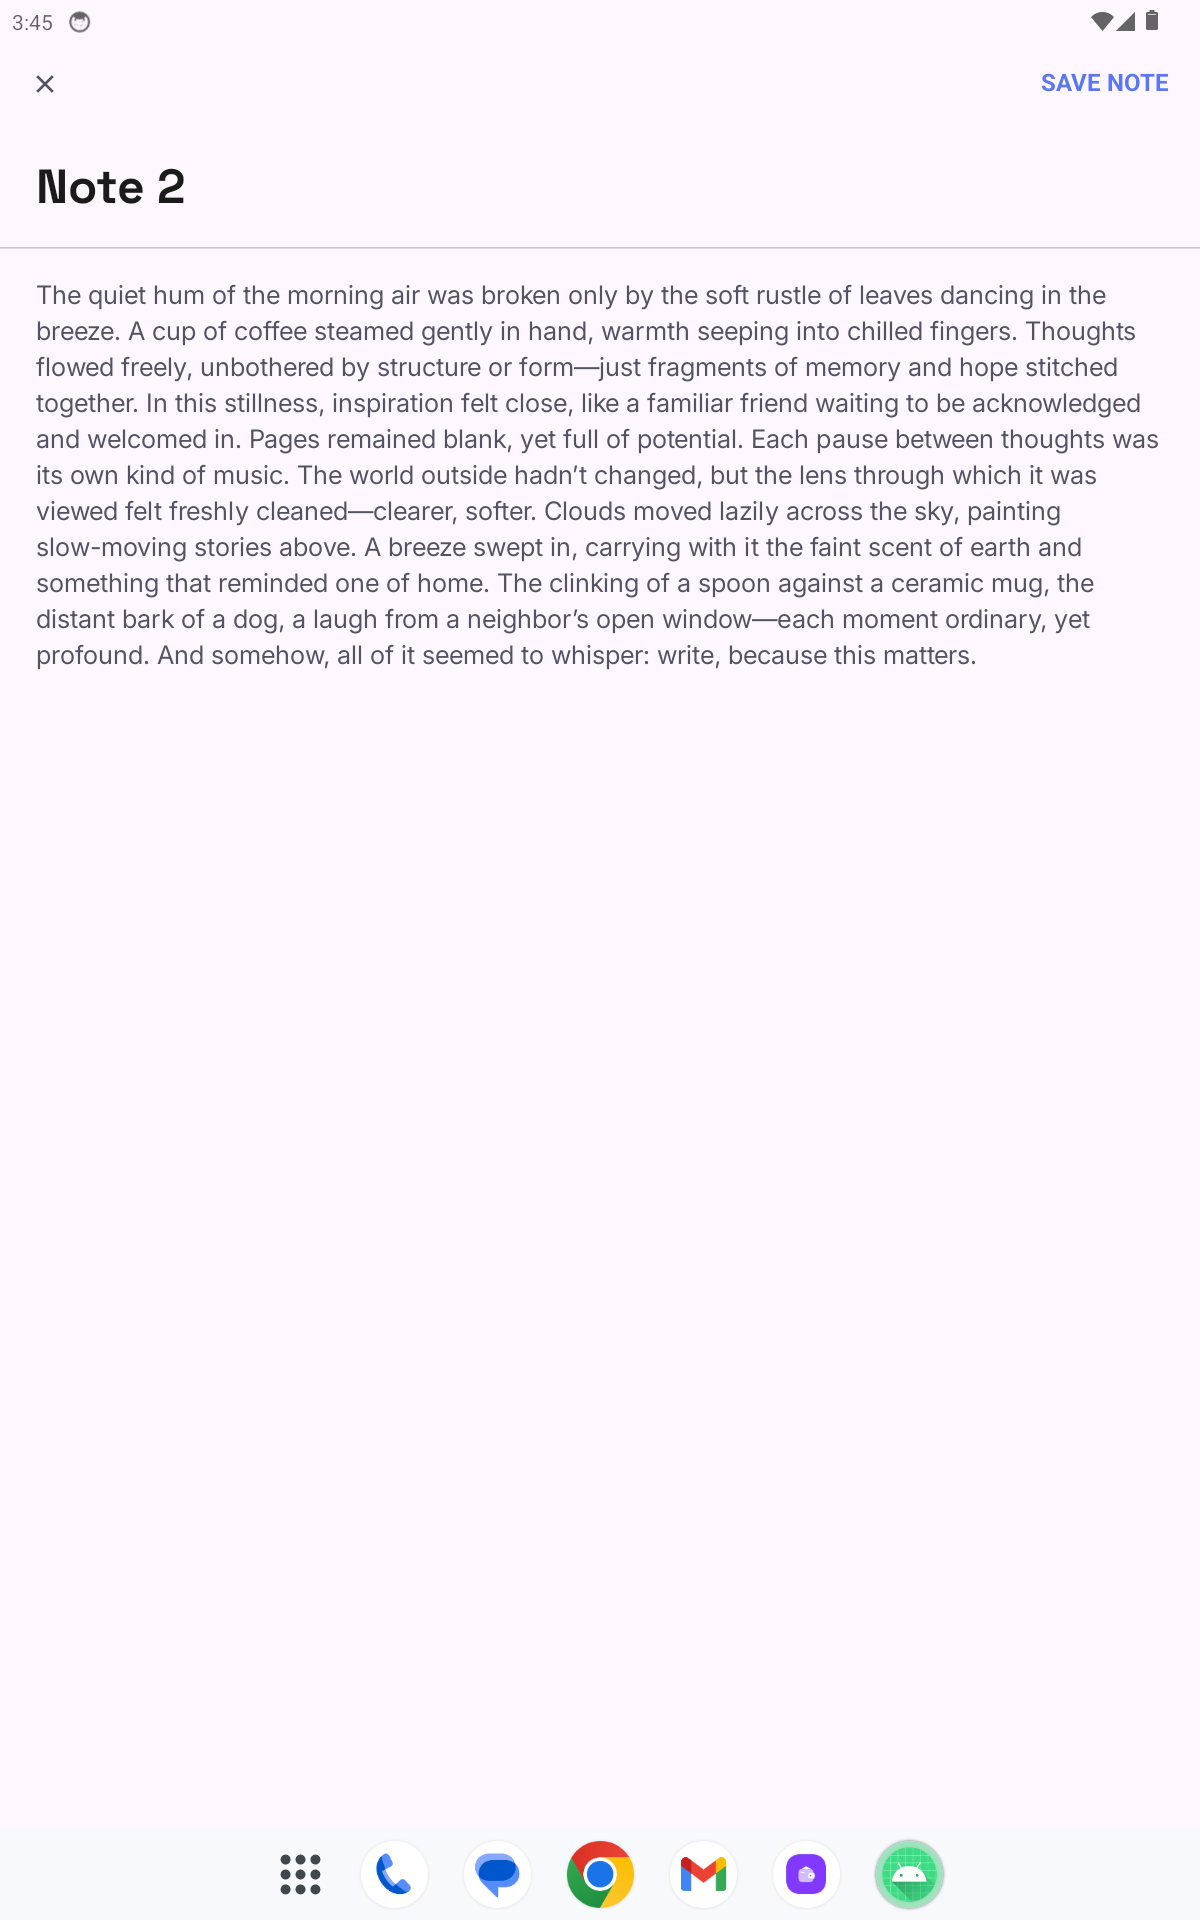 3:45
SAVE NOTE
Note 2
The quiet hum of the morning air was broken only by the soft rustle of leaves dancing in the
breeze. A cup of coffee steamed gently in hand, warmth seeping into chilled fingers. Thoughts
flowed freely, unbothered by structure or form—just fragments of memory and hope stitched
together. In this stillness, inspiration felt close, like a familiar friend waiting to be acknowledged
and welcomed in. Pages remained blank, yet full of potential. Each pause between thoughts was
its own kind of music. The world outside hadn’t changed, but the lens through which it was
viewed felt freshly cleaned—clearer, softer. Clouds moved lazily across the sky, painting
slow-moving stories above. A breeze swept in, carrying with it the faint scent of earth and
something that reminded one of home. The clinking of a spoon against a ceramic mug, the
distant bark of a dog, a laugh from a neighbor’s open window—each moment ordinary, yet
profound. And somehow, all of it seemed to whisper: write, because this matters.